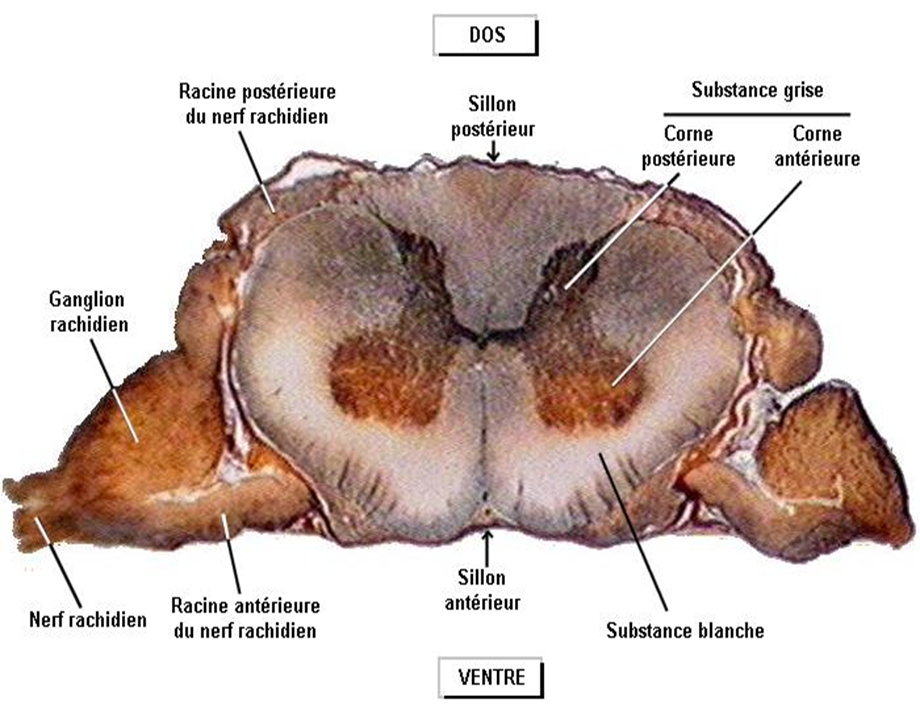 DOS
Racine postérieure
du nerf rachidien
Sillon
postérieur
Substance grise
Corne
postérieure
Corne
antérieure
Ganglion
rachidien
Nerf rachidien
Racine antérieure
du nerf rachidien
Sillon
antérieur
Substance blanche
VENTRE